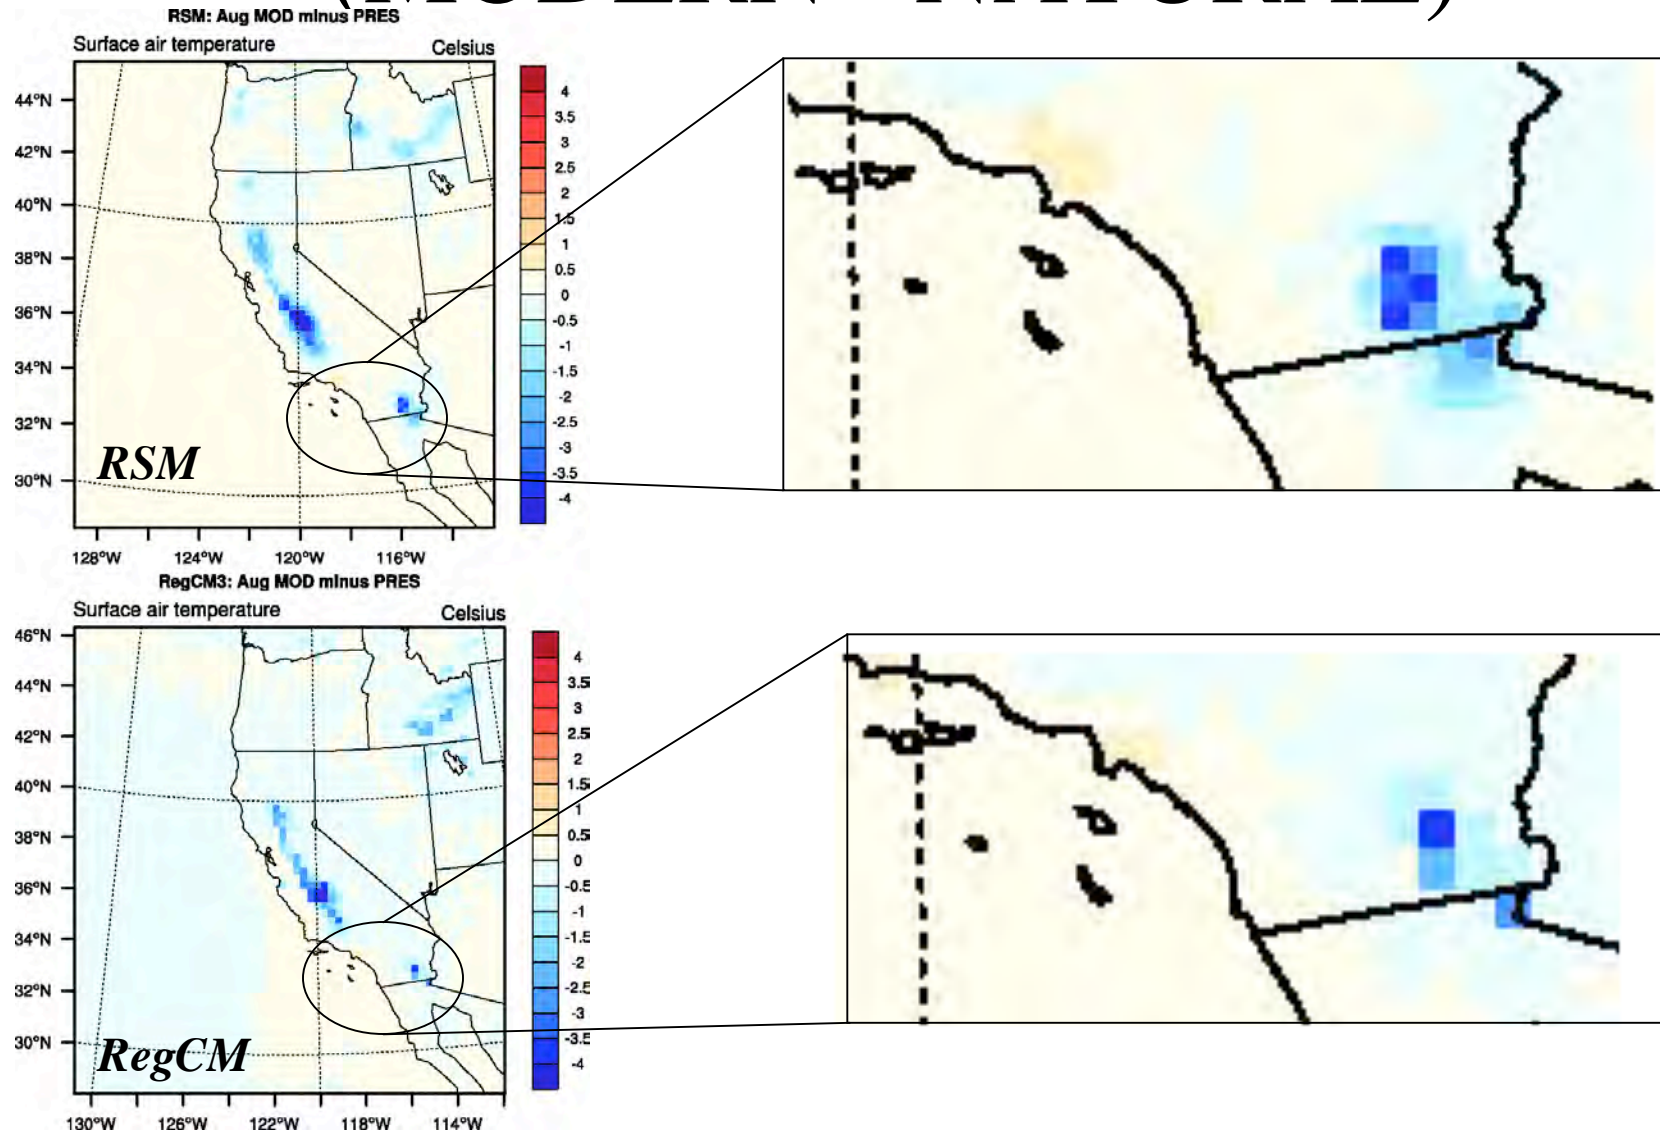 (MODERN - NATURAL)
RSM: Aug MOD minus PRES
Surface air temperature Celsius
44°N
42°N
40°N
38°N
36°N
34°N
32°N
30°N
4
3.5
3
2.5
2
1.5
1
0.5
0
-0.5
-1
-1.5
-2
-2.5
-3
-3.5
-4
RSM
128°W 124°W 120°W 116°W
RegCM3: Aug MOD minus PRES
Surface air temperature Celsius
46°N
44°N
42°N
40°N
38°N
36°N
34°N
32°N
30°N
4
3.5
3
2.5
2
1.5
1
0.5
0
-0.5
-1
-1.5
-2
-2.5
-3
-3.5
-4
RegCM
130°W 126°W 122°W 118°W 114°W